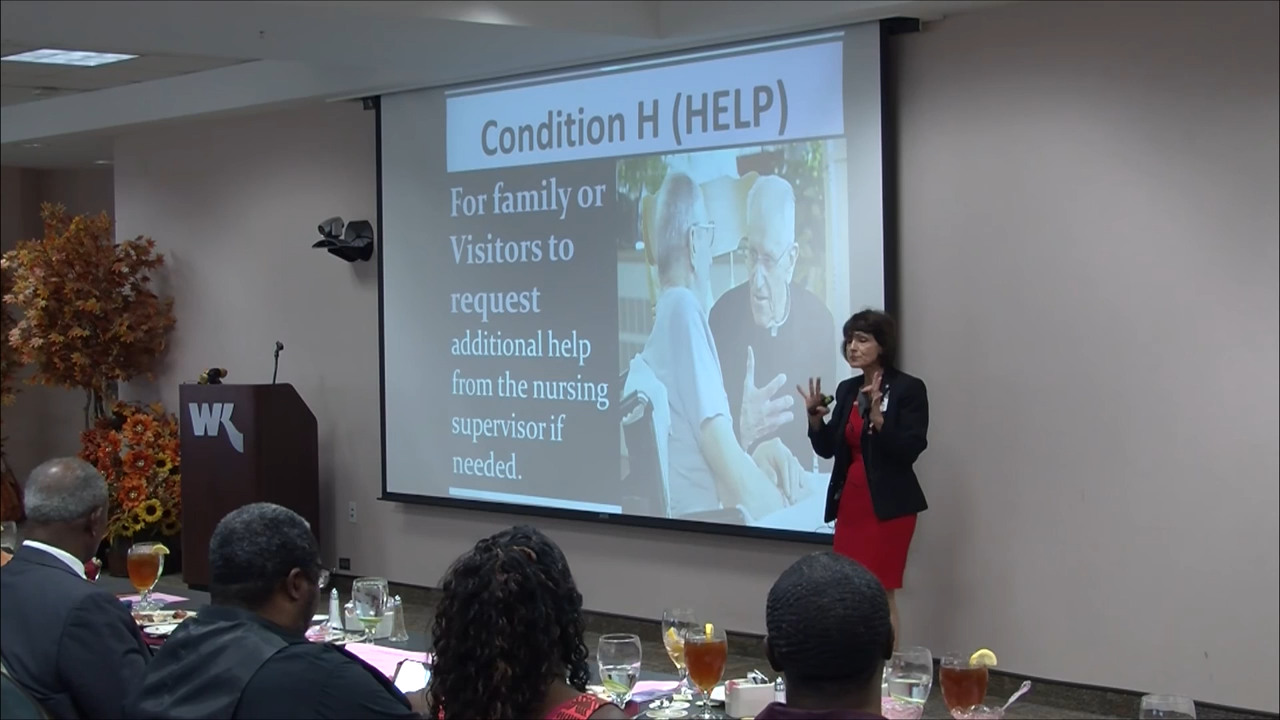 Condition H (HELP)
For family or
Visitors to
request
additional help
from the nursing
supervisor if
needed.
WK